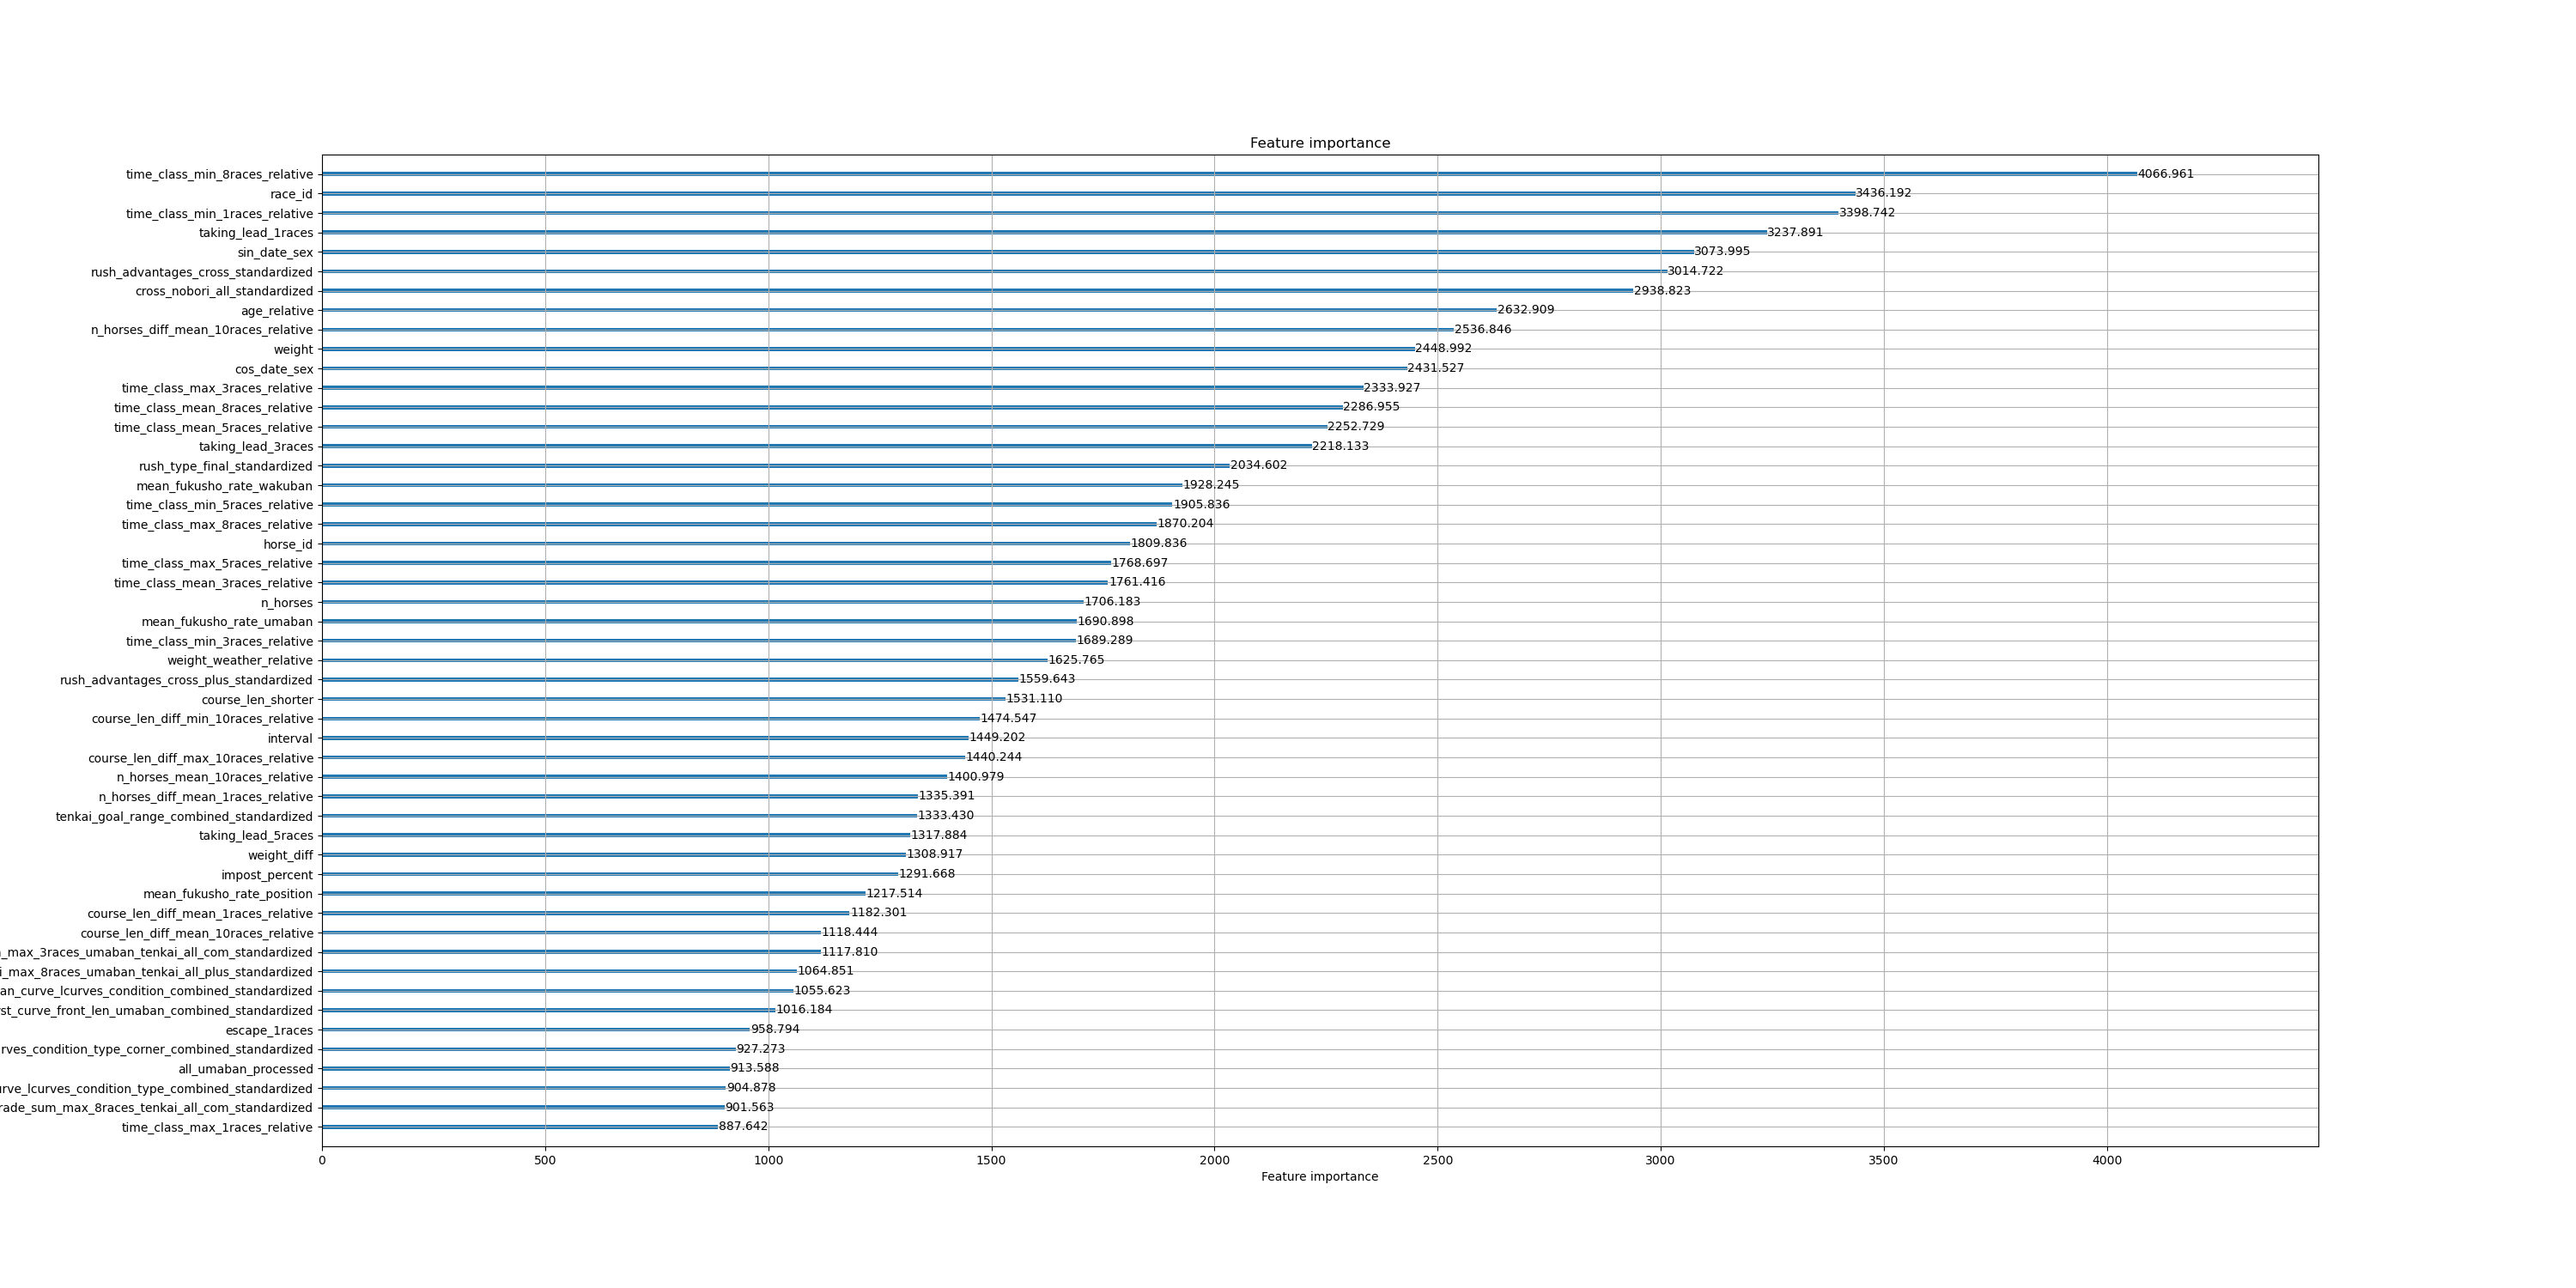 Feature importance
time_class_min_8races_relative 4066.961
race_id 3436.192
time_class_min_1races_relative 3398.742
taking_lead_1races 3237.891
sin_date_sex 3073.995
rush_advantages_cross_standardized 3014.722
cross_nobori_all_standardized 2938.823
age_relative 2632.909
n_horses_diff_mean_10races_relative 2536.846
weight 2448.992
cos_date_sex 2431.527
time_class_max_3races_relative 2333.927
time_class_mean_8races_relative 2286.955
time_class_mean_5races_relative 2252.729
taking_lead_3races 2218.133
rush_type_final_standardized 2034.602
mean_fukusho_rate_wakuban 1928.245
time_class_min_5races_relative 1905.836
time_class_max_8races_relative 1870.204
horse_id 1809.836
time_class_max_5races_relative 1768.697
time_class_mean_3races_relative 1761.416
n_horses 1706.183
mean_fukusho_rate_umaban 1690.898
time_class_min_3races_relative 1689.289
weight_weather_relative 1625.765
rush_advantages_cross_plus_standardized 1559.643
course_len_shorter 1531.110
course_len_diff_min_10races_relative 1474.547
interval 1449.202
course_len_diff_max_10races_relative 1440.244
n_horses_mean_10races_relative 1400.979
n_horses_diff_mean_1races_relative 1335.391
tenkai_goal_range_combined_standardized 1333.430
taking_lead_5races 1317.884
weight_diff 1308.917
impost_percent 1291.668
mean_fukusho_rate_position 1217.514
course_len_diff_mean_1races_relative 1182.301
course_len_diff_mean_10races_relative 1118.444
_max_3races_umaban_tenkai_all_com_standardized 1117.810
i_max_8races_umaban_tenkai_all_plus_standardized 1064.851
an_curve_lcurves_condition_combined_standardized 1055.623
st_curve_front_len_umaban_combined_standardized 1016.184
escape_1races 958.794
rves_condition_type_corner_combined_standardized 927.273
all_umaban_processed 913.588
urve_lcurves_condition_type_combined_standardized 904.878
rade_sum_max_8races_tenkai_all_com_standardized 901.563
time_class_max_1races_relative 887.642
0 500 1000 1500 2000 2500 3000 3500 4000
Feature importance